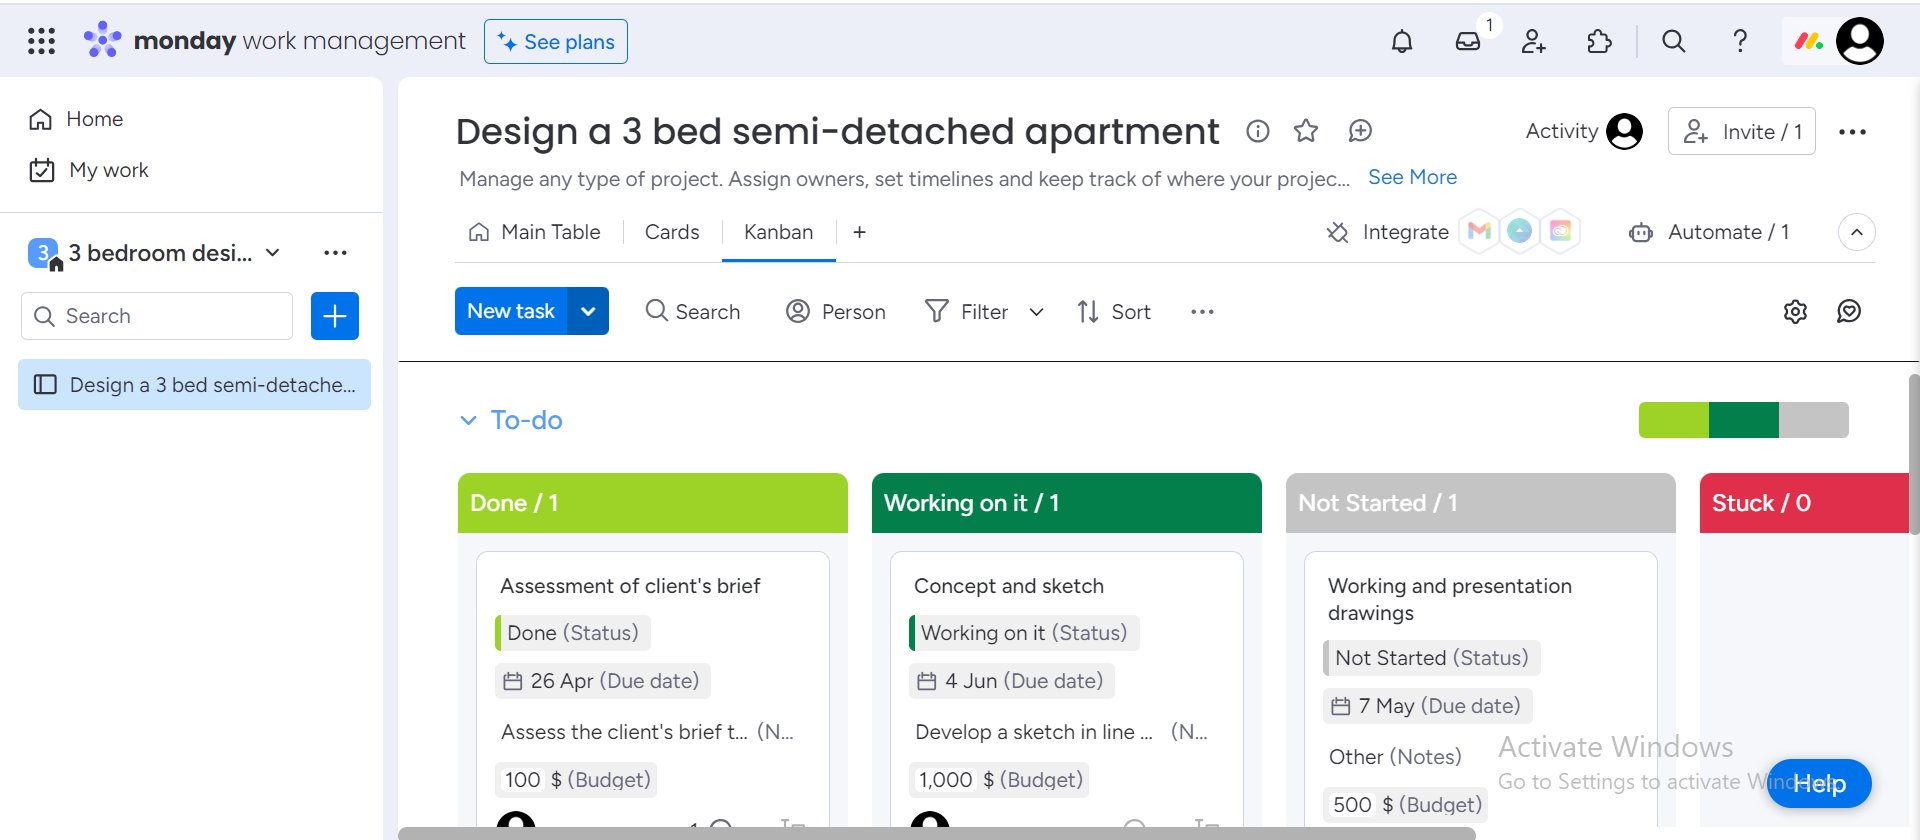 monday work management
See plans
1
Home
My work
3
3 bedroom desi...
Search
Design a 3 bed semi-detache...
Design a 3 bed semi-detached apartment
Activity
Invite / 1
Manage any type of project. Assign owners, set timelines and keep track of where your projec...
See More
Main Table
Cards
Kanban
Integrate
Automate / 1
New task
Search
Person
Filter
Sort
To-do
Done / 1
Working on it / 1
Not Started / 1
Stuck / 0
Assessment of client's brief
Done (Status)
26 Apr (Due date)
Assess the client's brief t... (N...
100 $ (Budget)
1
Concept and sketch
Working on it (Status)
4 Jun (Due date)
Develop a sketch in line ... (N...
1,000 $ (Budget)
Working and presentation
drawings
Not Started (Status)
7 May (Due date)
Other (Notes)
500 $ (Budget)
Activate Windows
Go to Settings to activate Windows.
Help